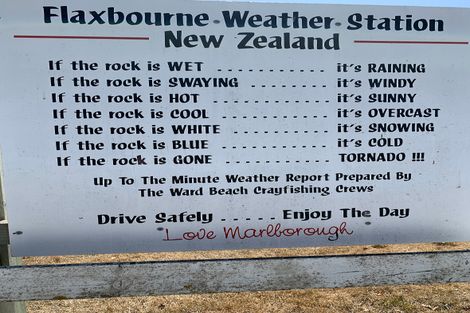 Flaxbourne·Weather·Station
New Zealand
If the rock is WET . . . . . . . . . . . . . . it's RAINING
If the rock is SWAYING . . . . . . . . . . it's WINDY
If the rock is HOT . . . . . . . . . . . . . it's SUNNY
If the rock is COOL . . . . . . . . . . . . it's OVERCAST
If the rock is WHITE . . . . . . . . . . . it's SNOWING
If the rock is BLUE . . . . . . . . . . . . it's COLD
If the rock is GONE . . . . . . . . . . . . TORNADO !!!
Up To The Minute Weather Report Prepared By
The Ward Beach Crayfishing Crews
Drive Safely . . . . . Enjoy The Day
Love Marlborough